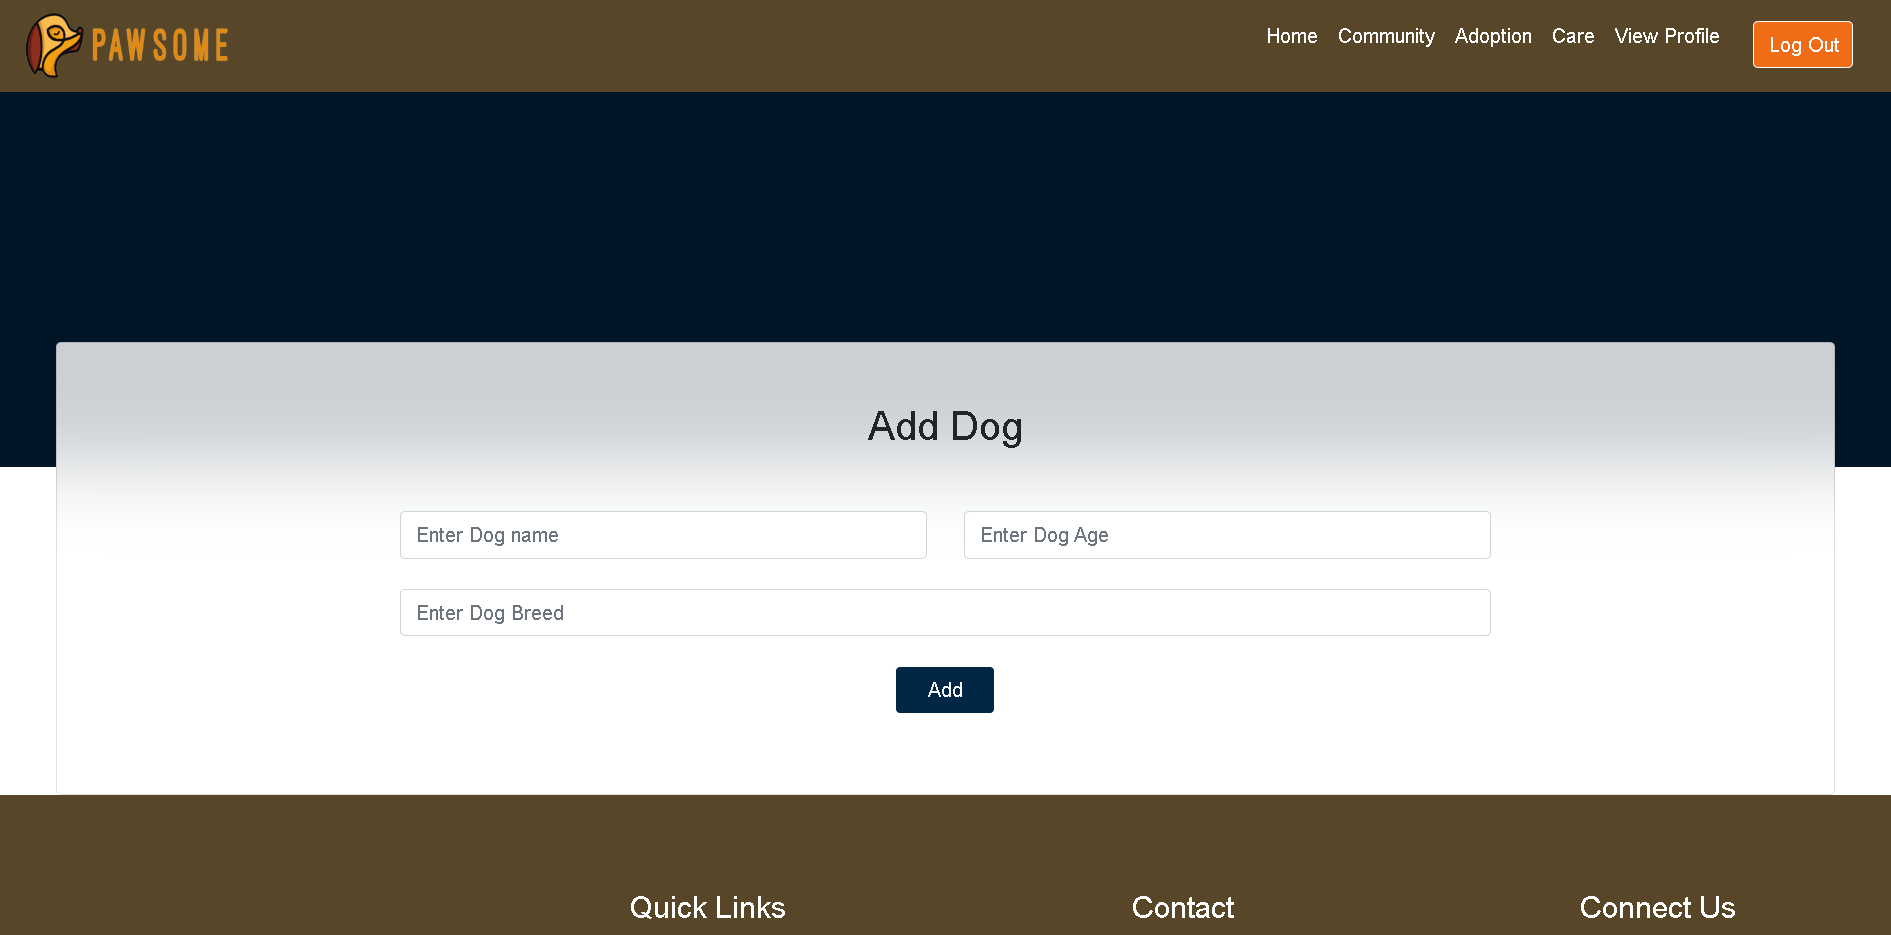 PAWSOME
Home Community Adoption Care View Profile Log Out
Add Dog
Enter Dog name Enter Dog Age
Enter Dog Breed
Add
Quick Links Contact Connect Us